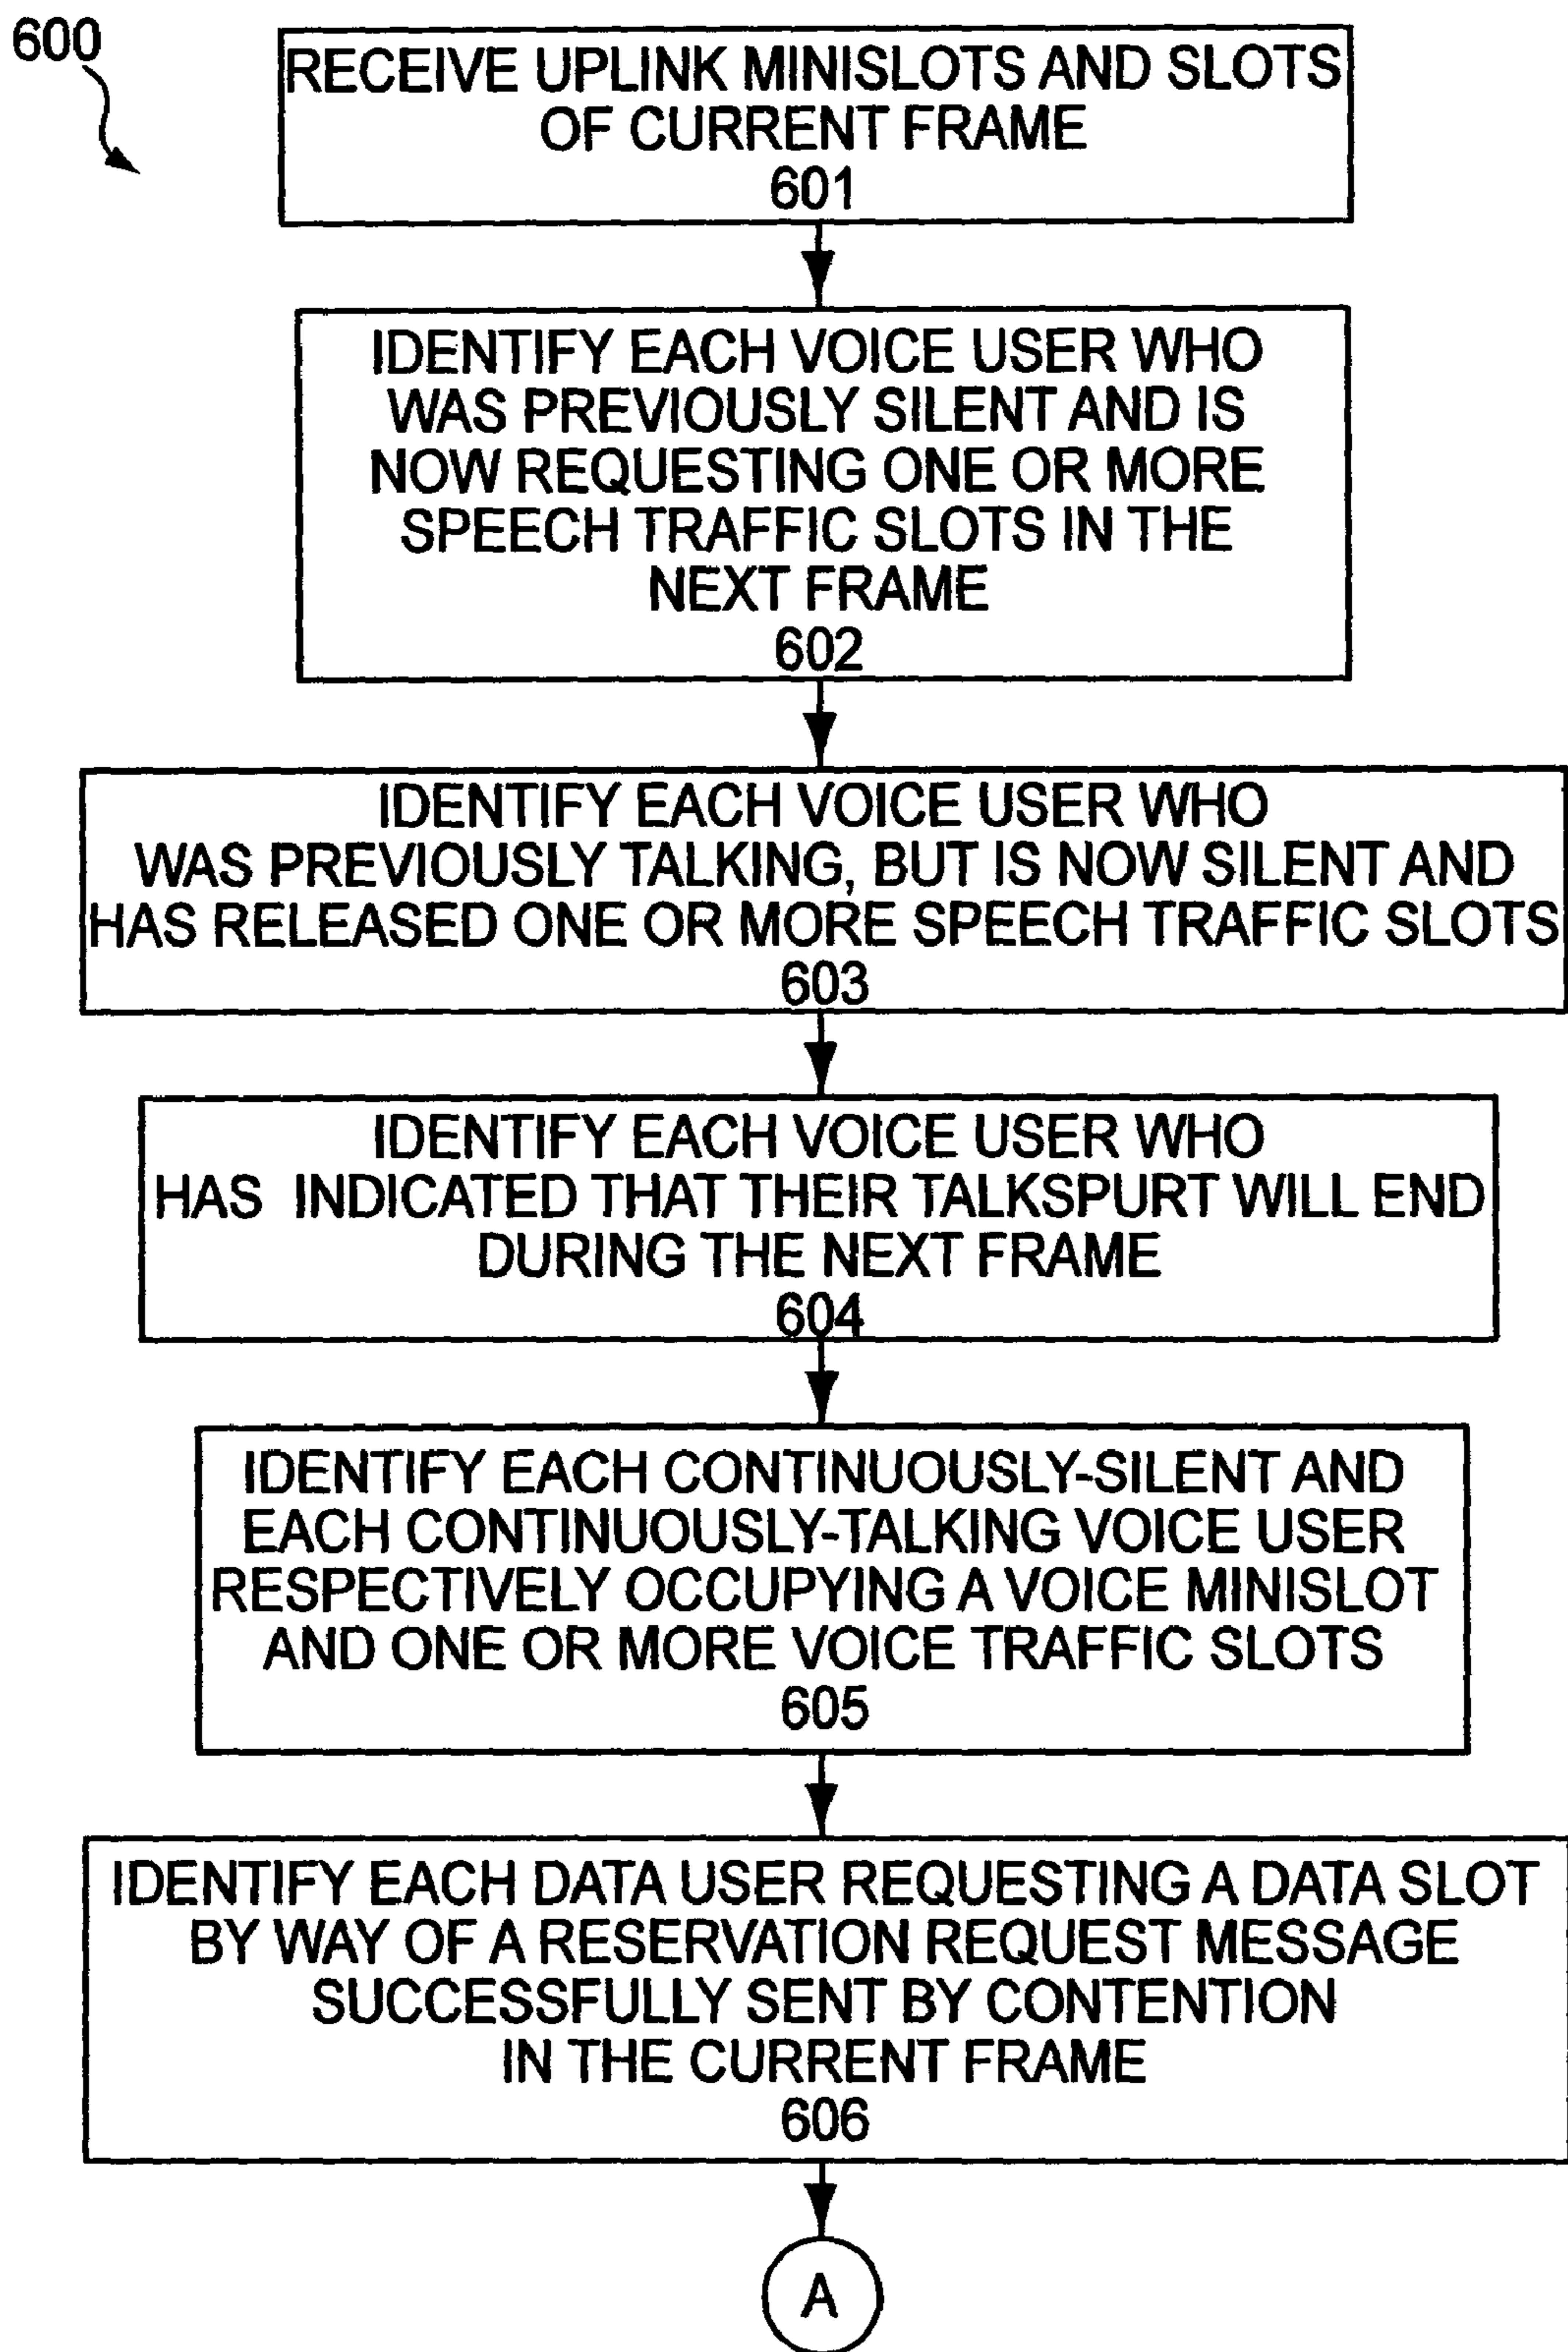 600
RECEIVE UPLINK MINISLOTS AND SLOTS
OF CURRENT FRAME
601
IDENTIFY EACH VOICE USER WHO
WAS PREVIOUSLY SILENT AND IS
NOW REQUESTING ONE OR MORE
SPEECH TRAFFIC SLOTS IN THE
NEXT FRAME
602
IDENTIFY EACH VOICE USER WHO
WAS PREVIOUSLY TALKING, BUT IS NOW SILENT AND
HAS RELEASED ONE OR MORE SPEECH TRAFFIC SLOTS
603
IDENTIFY EACH VOICE USER WHO
HAS INDICATED THAT THEIR TALKSPURT WILL END
DURING THE NEXT FRAME
604
IDENTIFY EACH CONTINUOUSLY-SILENT AND
EACH CONTINUOUSLY-TALKING VOICE USER
RESPECTIVELY OCCUPYING A VOICE MINISLOT
AND ONE OR MORE VOICE TRAFFIC SLOTS
605
IDENTIFY EACH DATA USER REQUESTING A DATA SLOT
BY WAY OF A RESERVATION REQUEST MESSAGE
SUCCESSFULLY SENT BY CONTENTION
IN THE CURRENT FRAME
606
A